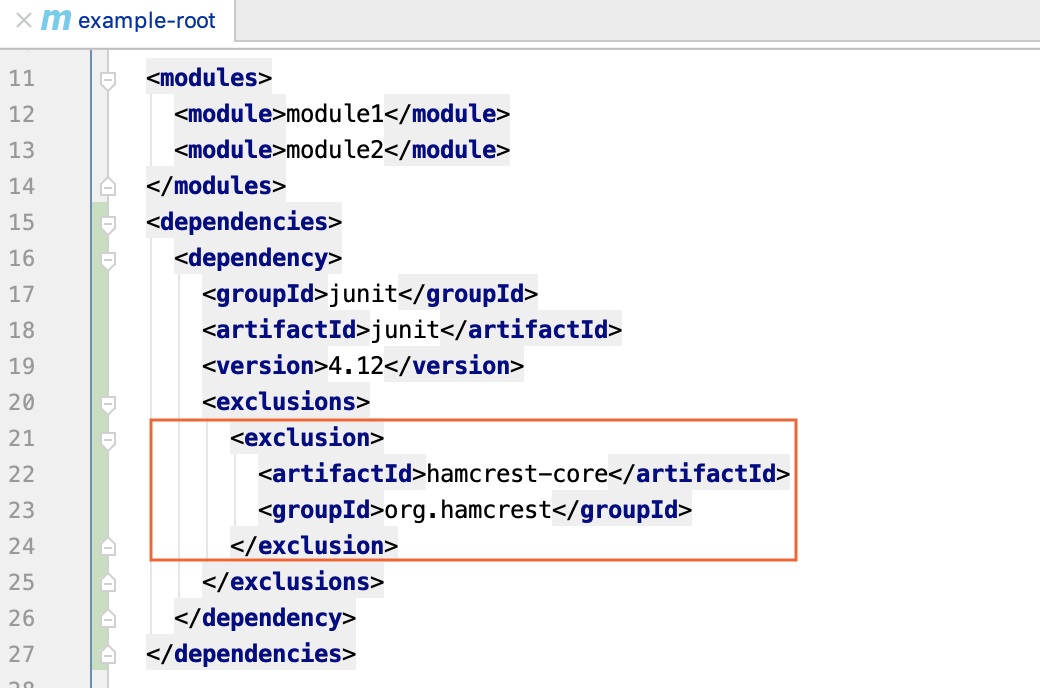 m example-root
11 <modules>
12 <module>module1</module>
13 <module>module2</module>
14 </modules>
15 <dependencies>
16 <dependency>
17 <groupId>junit</groupId>
18 <artifactId>junit</artifactId>
19 <version>4.12</version>
20 <exclusions>
21 <exclusion>
22 <artifactId>hamcrest-core</artifactId>
23 <groupId>org.hamcrest</groupId>
24 </exclusion>
25 </exclusions>
26 </dependency>
27 </dependencies>
28